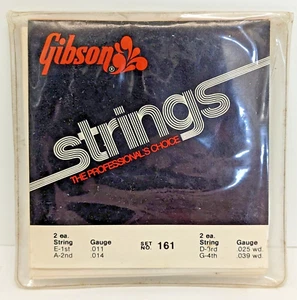 Gibson
strings
THE PROFESSIONAL'S CHOICE
2 ea.
String Gauge
E-1st .011
A-2nd .014
SET
NO. 161
2 ea.
String Gauge
D-3rd .025 wd.
G-4th .039 wd.